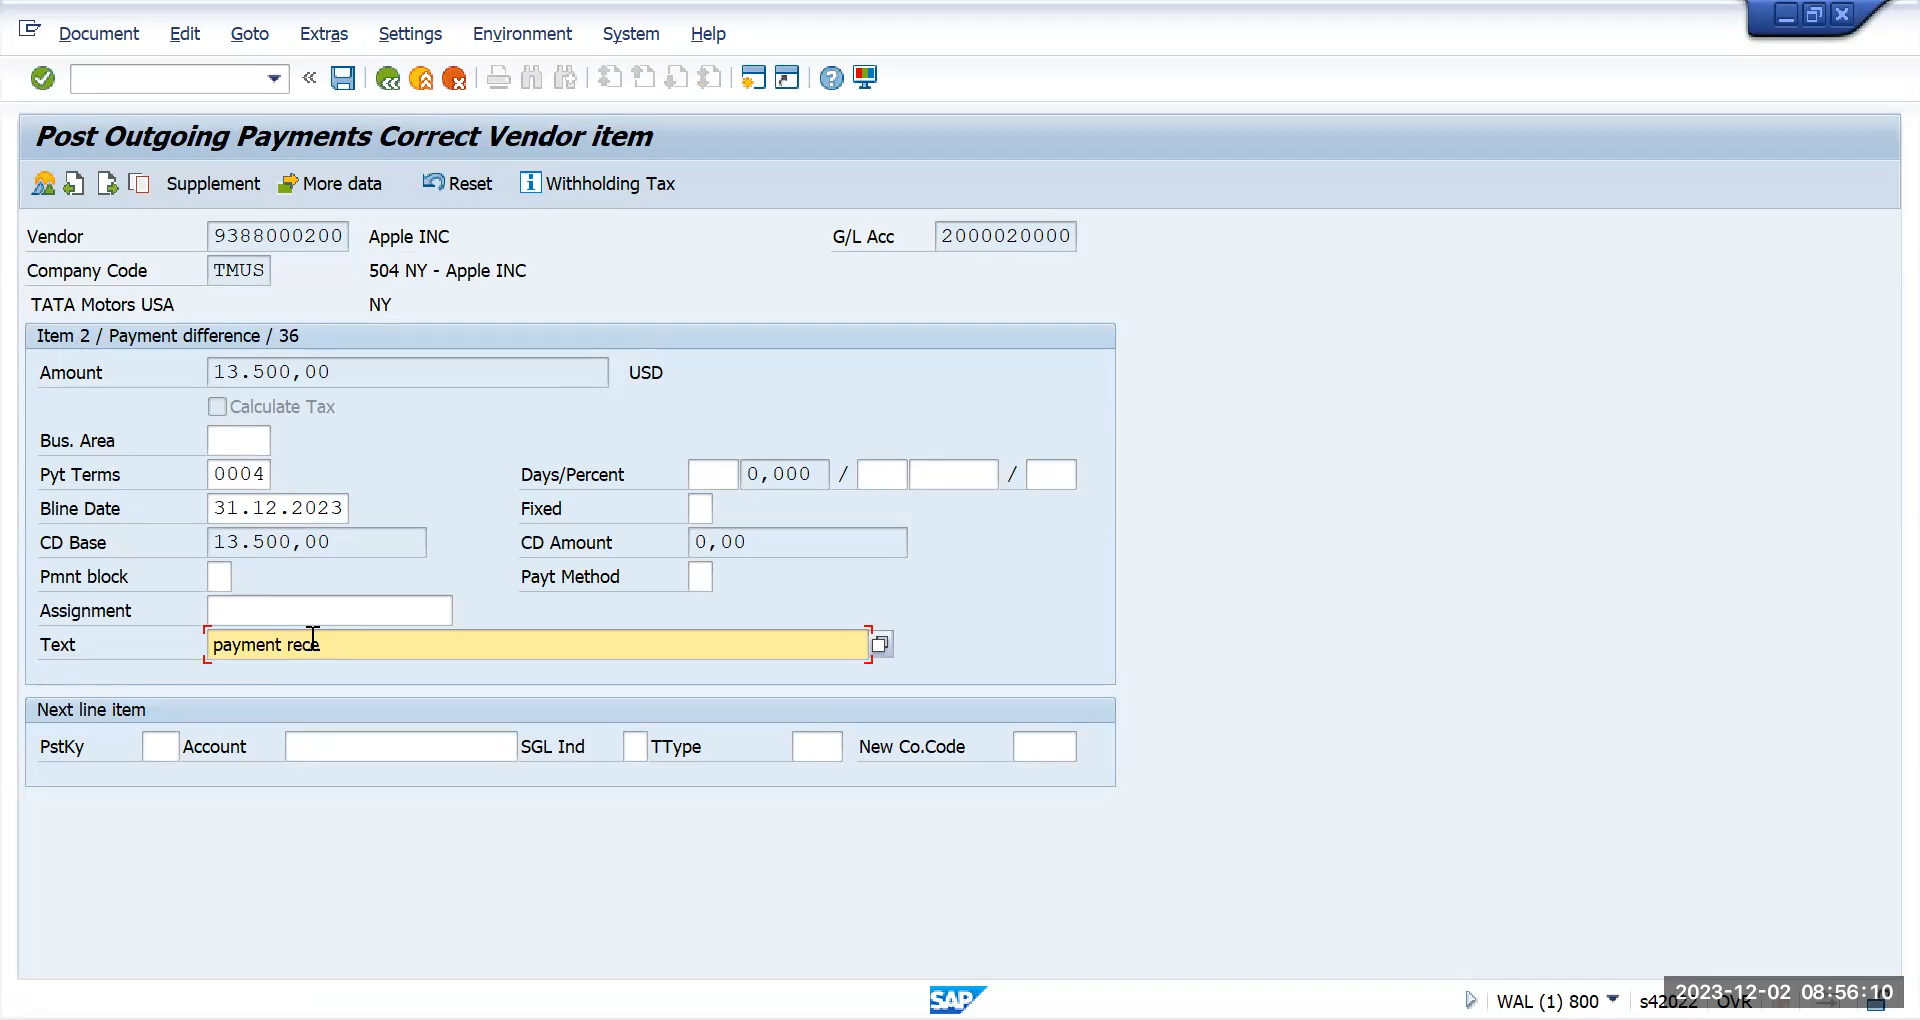 Document Edit Goto Extras Settings Environment System Help
Post Outgoing Payments Correct Vendor item
Supplement More data Reset Withholding Tax
Vendor 9388000200 Apple INC G/L Acc 2000020000
Company Code TMUS 504 NY - Apple INC
TATA Motors USA NY
Item 2 / Payment difference / 36
Amount 13.500,00 USD
Calculate Tax
Bus. Area
Pyt Terms 0004 Days/Percent 0,000 / /
Bline Date 31.12.2023 Fixed
CD Base 13.500,00 CD Amount 0,00
Pmnt block Payt Method
Assignment
Text payment rece
Next line item
PstKy Account SGL Ind TType New Co.Code
SAP WAL (1) 800 s42022 OVR
2023-12-02 08:56:10